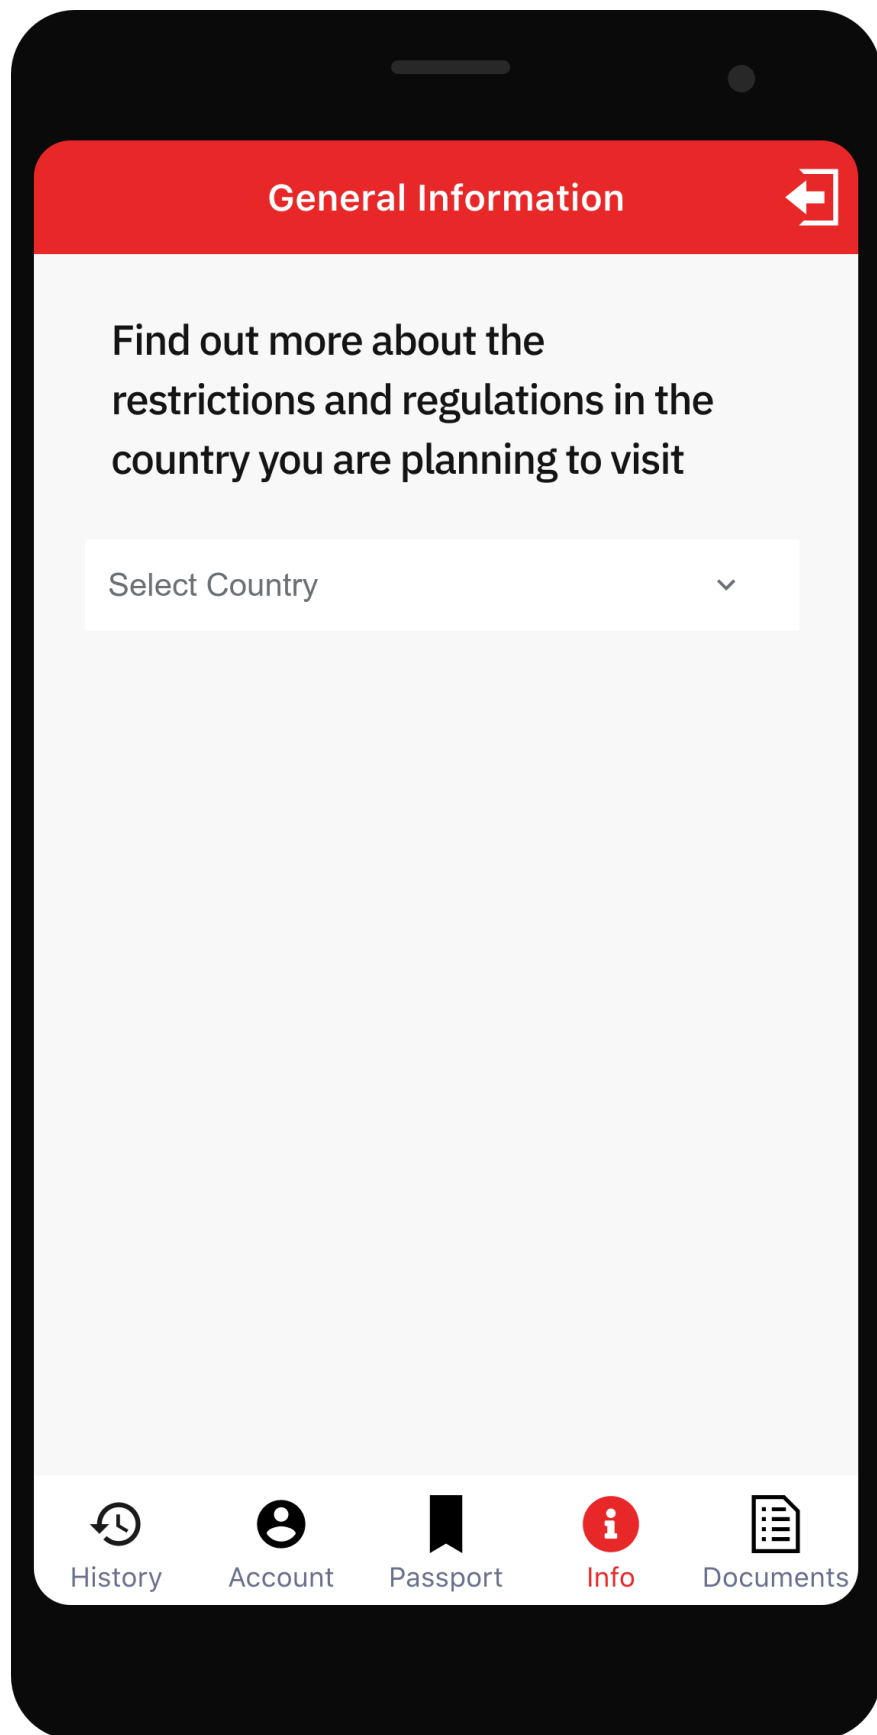 General Information
Find out more about the
restrictions and regulations in the
country you are planning to visit
Select Country
History
Account
Passport
Info
Documents